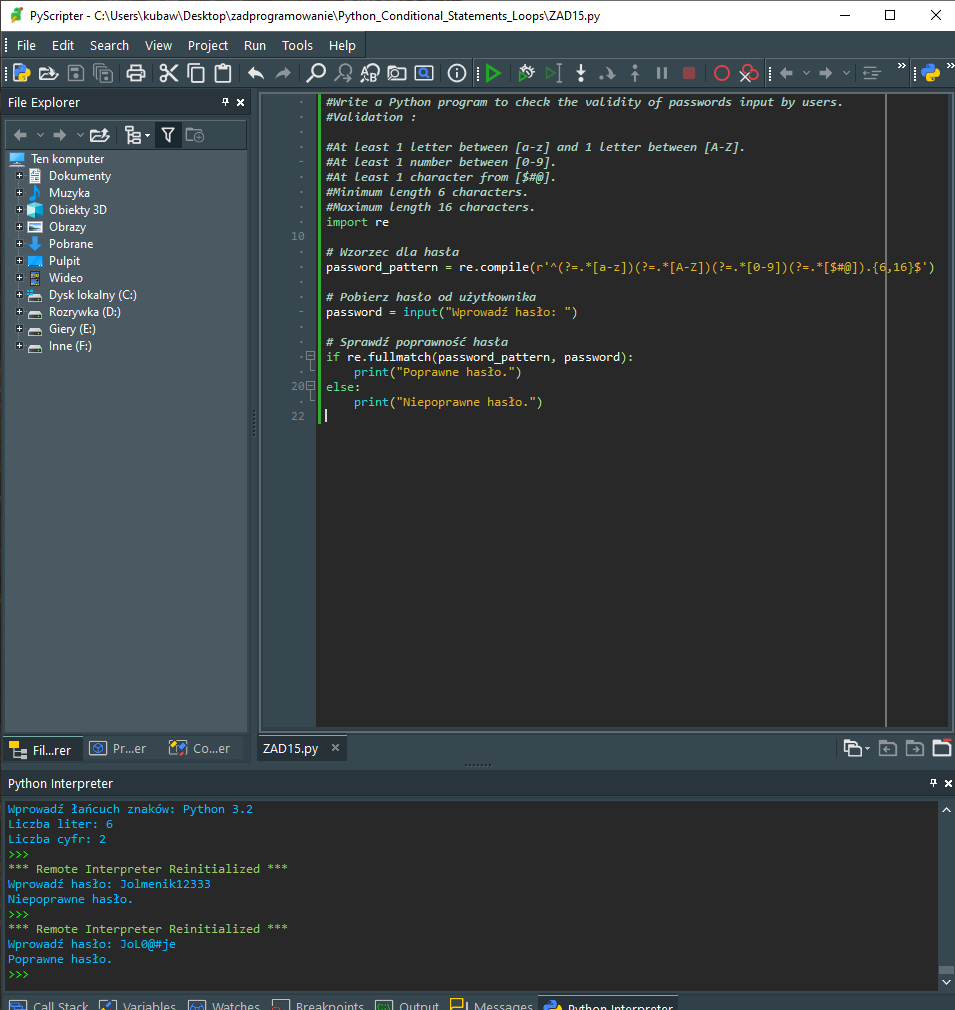 PyScripter - C:\Users\kubaw\Desktop\zadprogramowanie\Python_Conditional_Statements_Loops\ZAD15.py
File Edit Search View Project Run Tools Help
File Explorer
Ten komputer
Dokumenty
Muzyka
Obiekty 3D
Obrazy
Pobrane
Pulpit
Wideo
Dysk lokalny (C:)
Rozrywka (D:)
Giery (E:)
Inne (F:)
Fil...rer Pr...er Co...er
#Write a Python program to check the validity of passwords input by users.
#Validation :
#At least 1 letter between [a-z] and 1 letter between [A-Z].
#At least 1 number between [0-9].
#At least 1 character from [$#@].
#Minimum length 6 characters.
#Maximum length 16 characters.
import re
10
# Wzorzec dla hasła
password_pattern = re.compile(r'^(?=.*[a-z])(?=.*[A-Z])(?=.*[0-9])(?=.*[$#@]).{6,16}$')
# Pobierz hasło od użytkownika
password = input("Wprowadź hasło: ")
# Sprawdź poprawność hasła
if re.fullmatch(password_pattern, password):
print("Poprawne hasło.")
20 else:
print("Niepoprawne hasło.")
22
ZAD15.py
Python Interpreter
Wprowadź łańcuch znaków: Python 3.2
Liczba liter: 6
Liczba cyfr: 2
>>>
*** Remote Interpreter Reinitialized ***
Wprowadź hasło: Jolmenik12333
Niepoprawne hasło.
>>>
*** Remote Interpreter Reinitialized ***
Wprowadź hasło: JoL0@#je
Poprawne hasło.
>>>
Call Stack Variables Watches Breakpoints Output Messages Python Interpreter